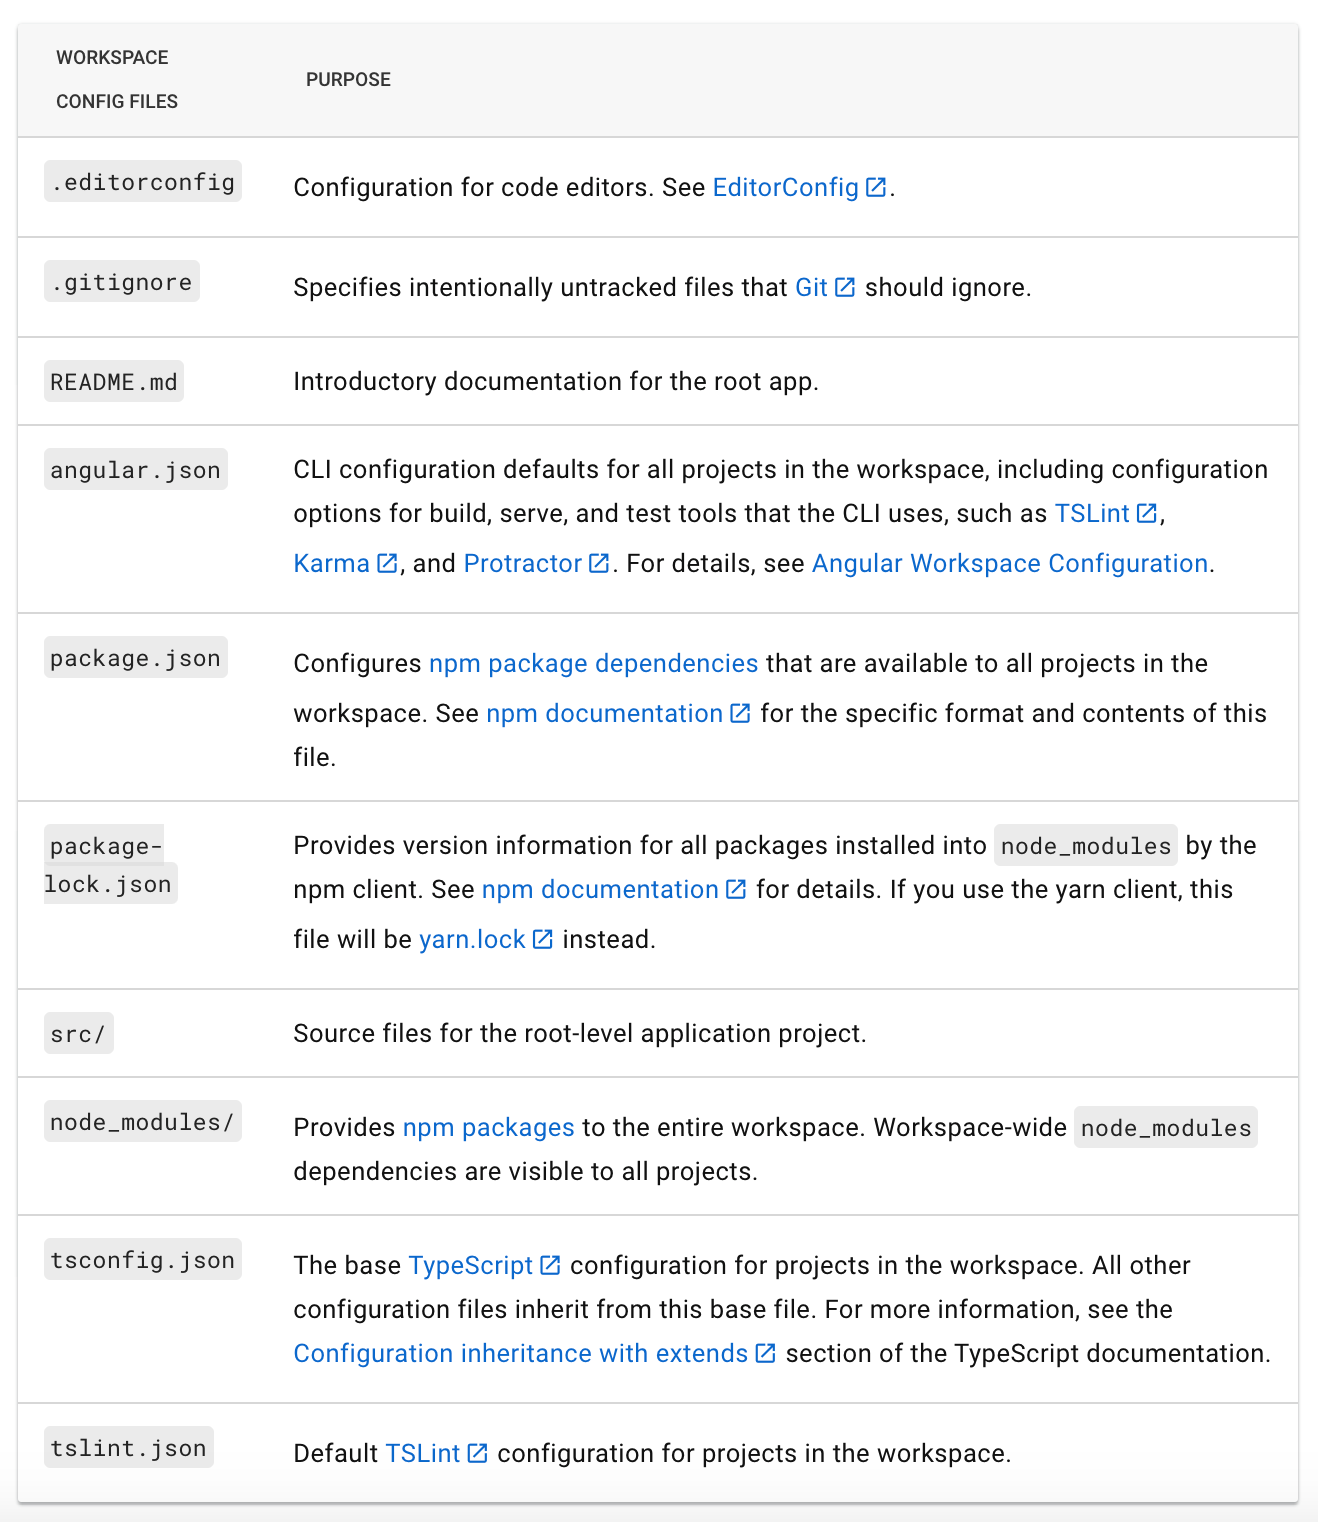 WORKSPACE
CONFIG FILES
PURPOSE
.editorconfig
Configuration for code editors. See EditorConfig.
.gitignore
Specifies intentionally untracked files that Git should ignore.
README.md
Introductory documentation for the root app.
angular.json
CLI configuration defaults for all projects in the workspace, including configuration
options for build, serve, and test tools that the CLI uses, such as TSLint,
Karma, and Protractor. For details, see Angular Workspace Configuration.
package.json
Configures npm package dependencies that are available to all projects in the
workspace. See npm documentation for the specific format and contents of this
file.
package-
lock.json
Provides version information for all packages installed into node_modules by the
npm client. See npm documentation for details. If you use the yarn client, this
file will be yarn.lock instead.
src/
Source files for the root-level application project.
node_modules/
Provides npm packages to the entire workspace. Workspace-wide node_modules
dependencies are visible to all projects.
tsconfig.json
The base TypeScript configuration for projects in the workspace. All other
configuration files inherit from this base file. For more information, see the
Configuration inheritance with extends section of the TypeScript documentation.
tslint.json
Default TSLint configuration for projects in the workspace.